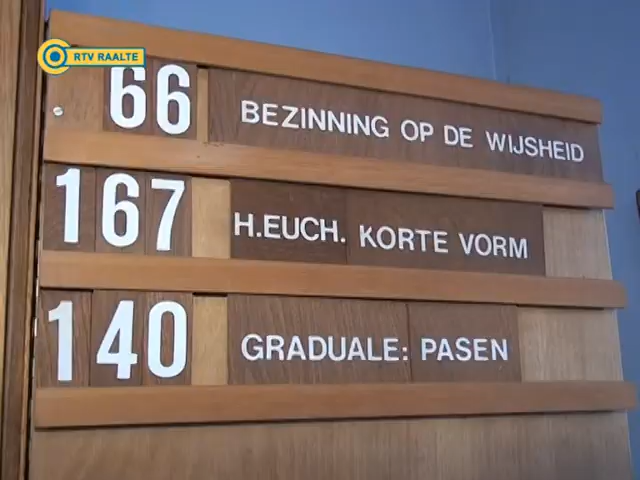 RTV RAALTE
66 BEZINNING OP DE WIJSHEID
167 H.EUCH. KORTE VORM
140 GRADUALE: PASEN